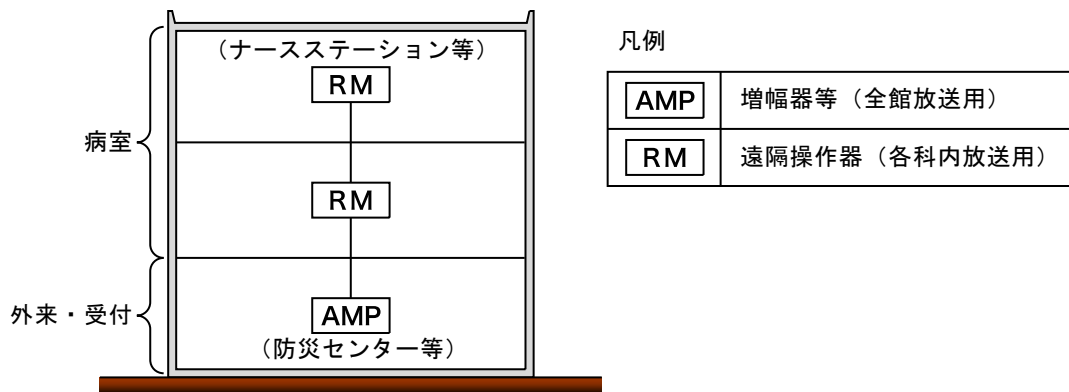 （ナースステーション等）
RM
病室
RM
外来・受付
AMP
（防災センター等）
凡例
AMP 増幅器等（全館放送用）
RM 遠隔操作器（各科内放送用）